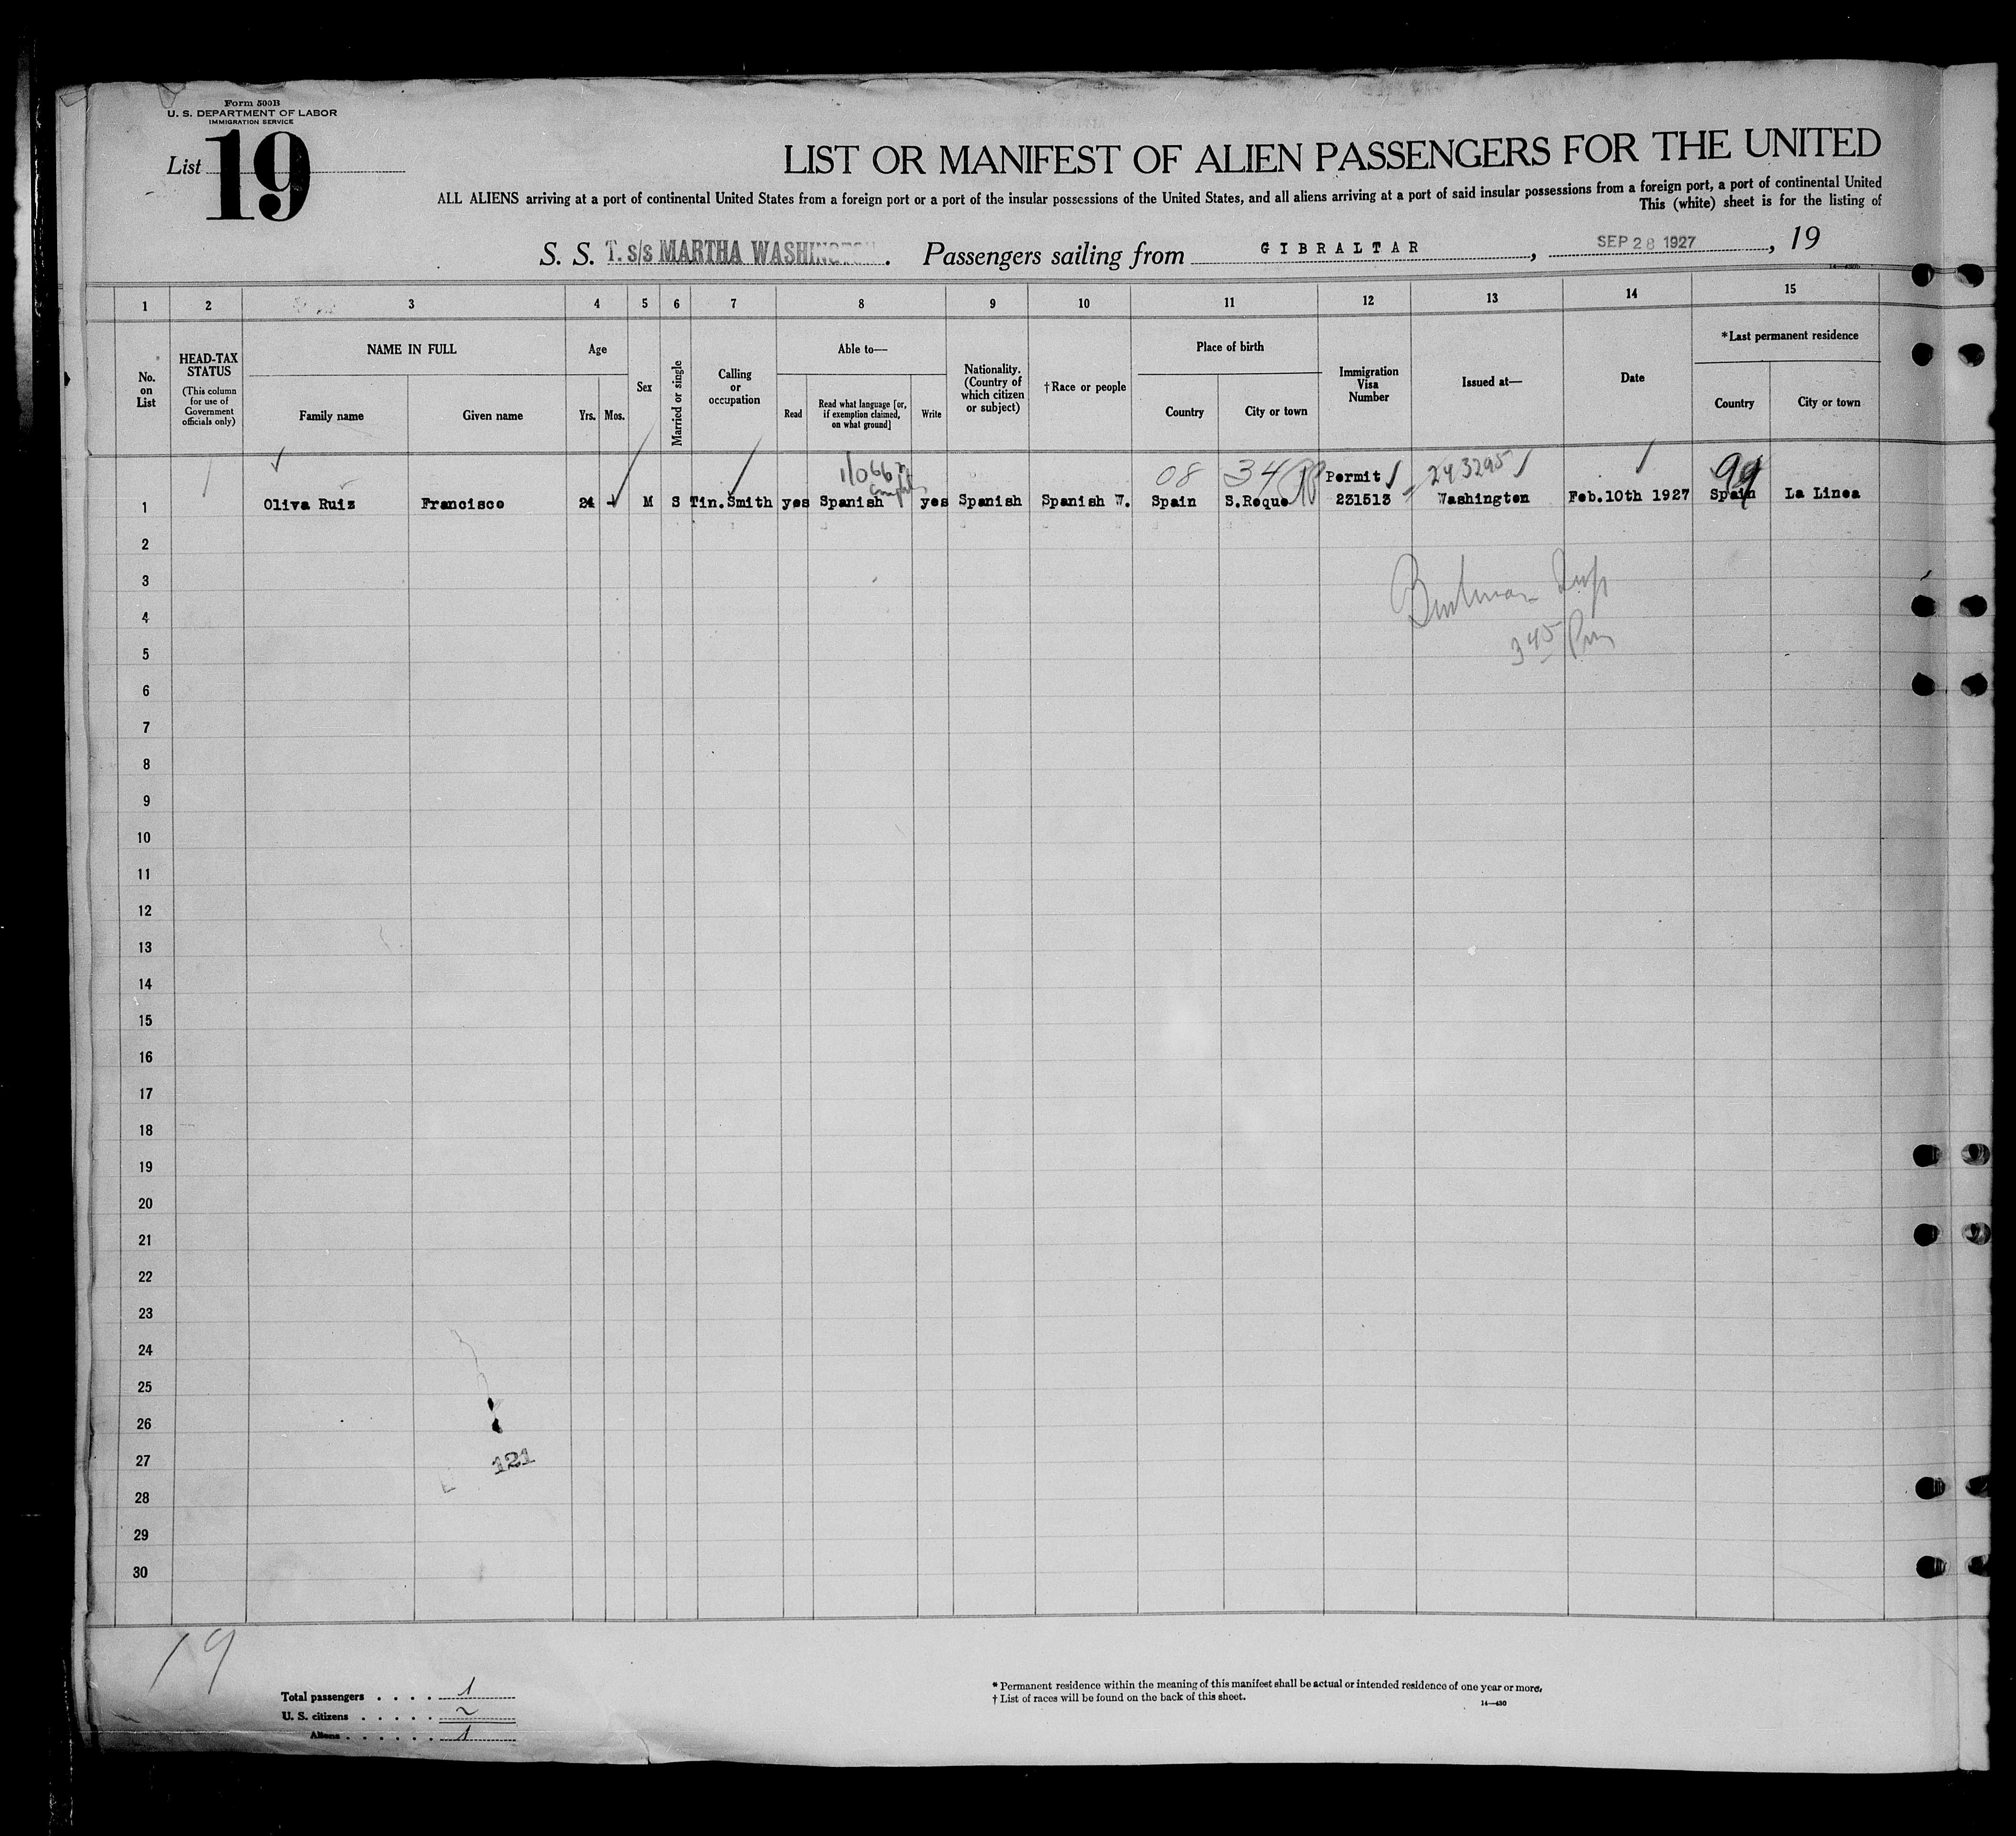 Form 500B
U. S. DEPARTMENT OF LABOR
IMMIGRATION SERVICE
List 19
LIST OR MANIFEST OF ALIEN PASSENGERS FOR THE UNITED
ALL ALIENS arriving at a port of continental United States from a foreign port or a port of the insular possessions of the United States, and all aliens arriving at a port of said insular possessions from a foreign port, a port of continental United
This (white) sheet is for the listing of
S. S. T. s/s MARTHA WASHINGTON. Passengers sailing from GIBRALTAR, SEP 28 1927, 19
14—430b
1 2 3 4 5 6 7 8 9 10 11 12 13 14 15
No. on List
HEAD-TAX STATUS
(This column for use of Government officials only)
NAME IN FULL
Family name
Given name
Age
Yrs.
Mos.
Sex
Married or single
Calling or occupation
Able to—
Read
Read what language [or, if exemption claimed, on what ground]
Write
Nationality. (Country of which citizen or subject)
†Race or people
Place of birth
Country
City or town
Immigration Visa Number
Issued at—
Date
*Last permanent residence
Country
City or town
08 34 Permit 243295 99
1 Oliva Ruiz Francisco 24 M S Tin.Smith yes Spanish yes Spanish Spanish W. Spain S.Roque 231513 Washington Feb.10th 1927 Spain La Linea
2
3
4
5
3 45
6
7
8
9
10
11
12
13
14
15
16
17
18
19
20
21
22
23
24
25
26
27 121
28
29
30
19
Total passengers . . . . 1
U. S. citizens . . . . .
Aliens . . . . . . 1
* Permanent residence within the meaning of this manifest shall be actual or intended residence of one year or more.
† List of races will be found on the back of this sheet.
14—430